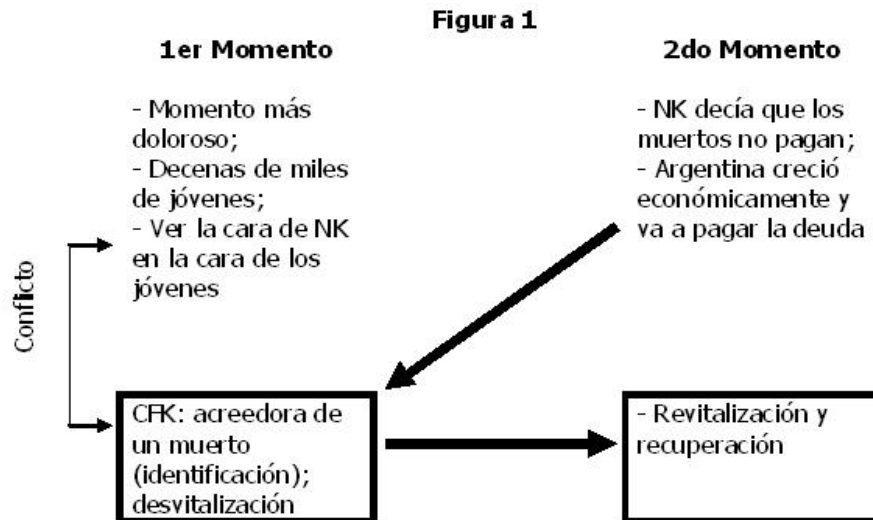 Figura 1
1er Momento
- Momento más
doloroso;
- Decenas de miles
de jóvenes;
- Ver la cara de NK
en la cara de los
jóvenes
2do Momento
- NK decía que los
muertos no pagan;
- Argentina creció
económicamente y
va a pagar la deuda
Conflicto
CFK: acreedora de
un muerto
(identificación);
desvitalización
- Revitalización y
recuperación